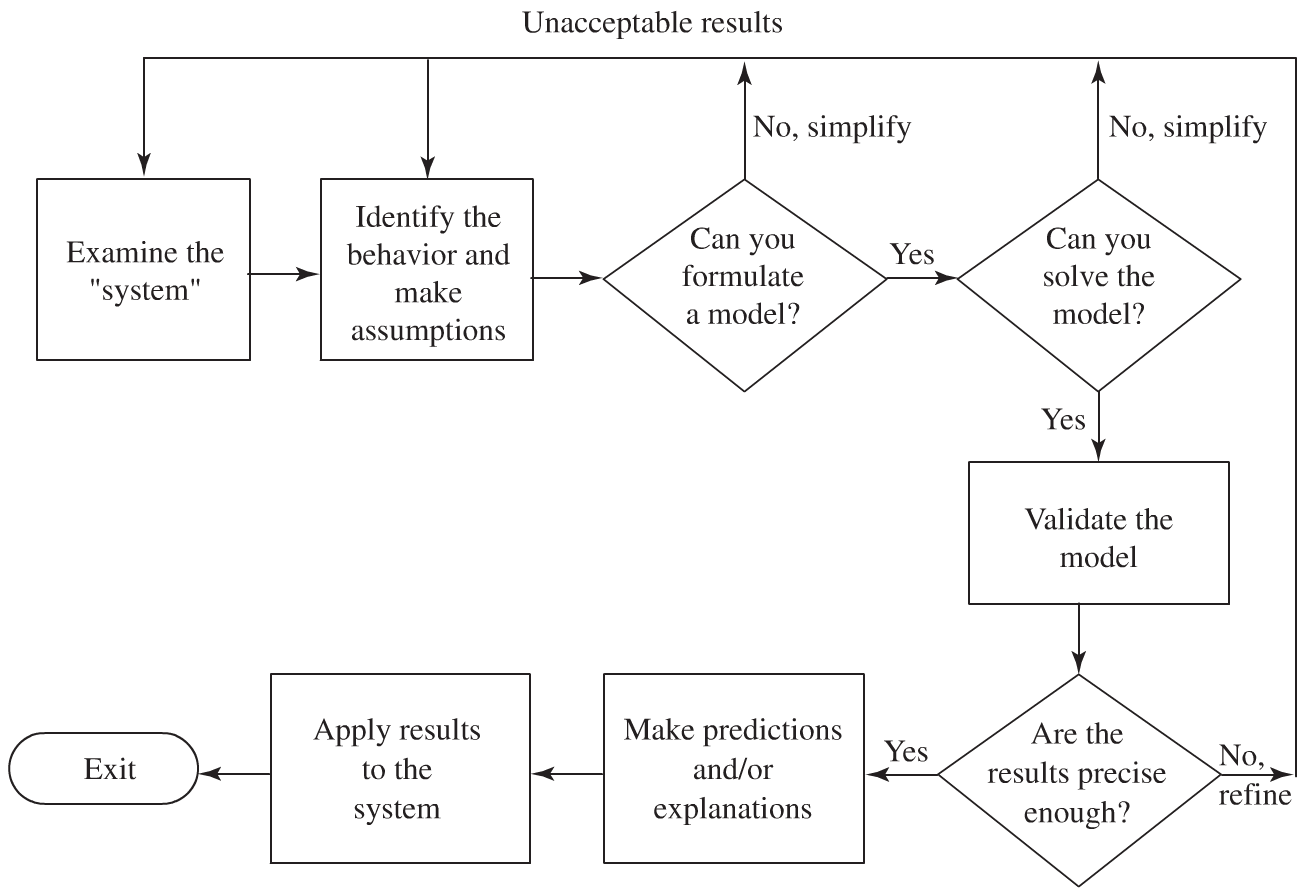 Unacceptable results
No, simplify
No, simplify
Examine the
"system"
Identify the
behavior and
make
assumptions
Can you
formulate
a model?
Yes
Can you
solve the
model?
Yes
Validate the
model
Are the
results precise
enough?
No,
refine
Yes
Make predictions
and/or
explanations
Apply results
to the
system
Exit